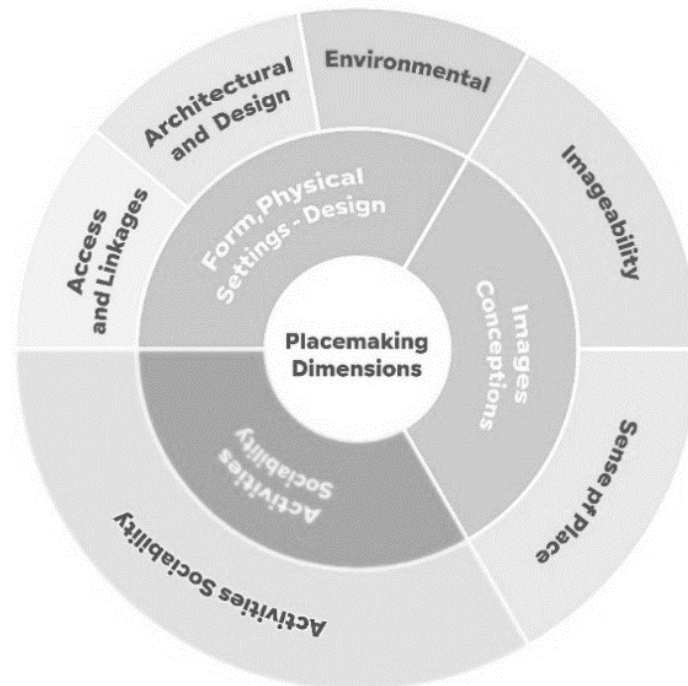 Placemaking
Dimensions
Form,Physical
Settings - Design
Images
Conceptions
Activities
Sociability
Access
and Linkages
Architectural
and Design
Environmental
Imageability
Sense pf Place
Activities Sociability